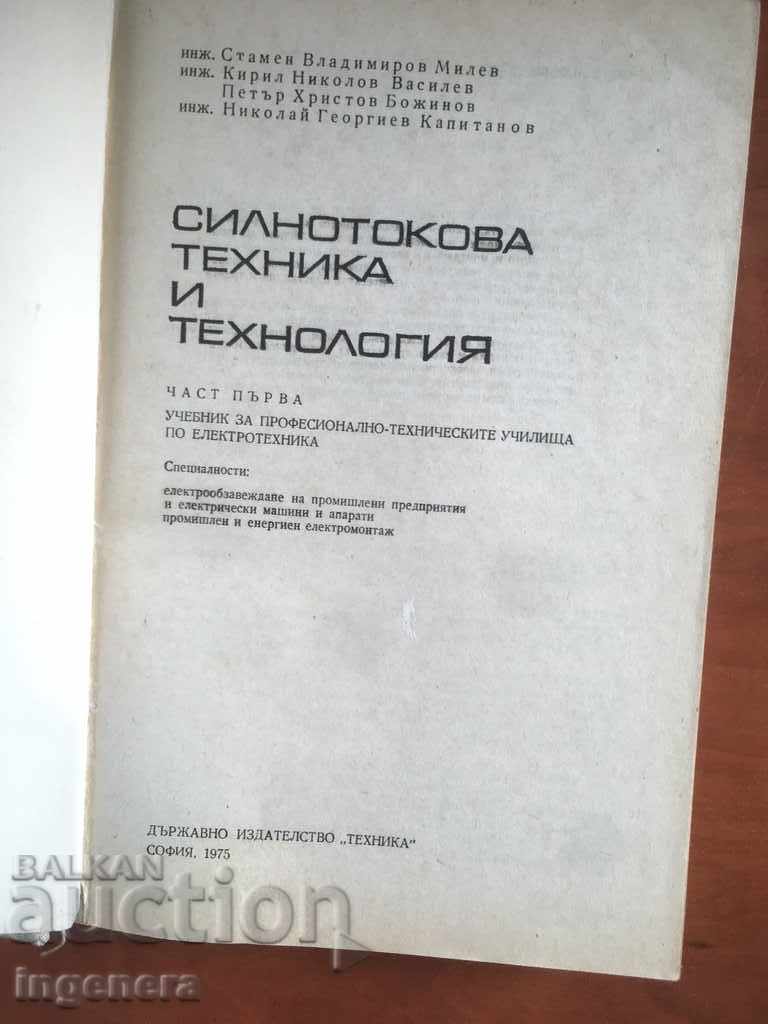 инж. Стамен Владимиров Милев
инж. Кирил Николов Василев
Петър Христов Божинов
инж. Николай Георгиев Капитанов
СИЛНОТОКОВА
ТЕХНИКА
И
ТЕХНОЛОГИЯ
ЧАСТ ПЪРВА
УЧЕБНИК ЗА ПРОФЕСИОНАЛНО-ТЕХНИЧЕСКИТЕ УЧИЛИЩА
ПО ЕЛЕКТРОТЕХНИКА
Специалности:
електрообзавеждане на промишлени предприятия
и електрически машини и апарати
промишлен и енергиен електромонтаж
ДЪРЖАВНО ИЗДАТЕЛСТВО „ТЕХНИКА“
СОФИЯ, 1975
BALKAN
auction
ingenera